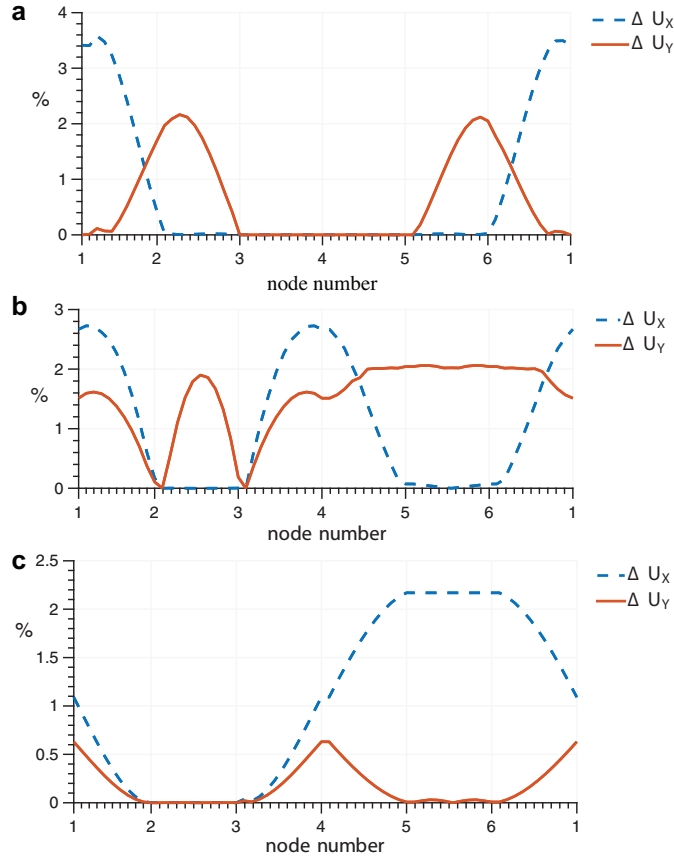 a
4
3
2
1
0
%
Δ U_X
Δ U_Y
1 2 3 4 5 6 1
node number
b
3
2
1
0
%
Δ U_X
Δ U_Y
1 2 3 4 5 6 1
node number
c
2.5
2
1.5
1
0.5
0
%
Δ U_X
Δ U_Y
1 2 3 4 5 6 1
node number